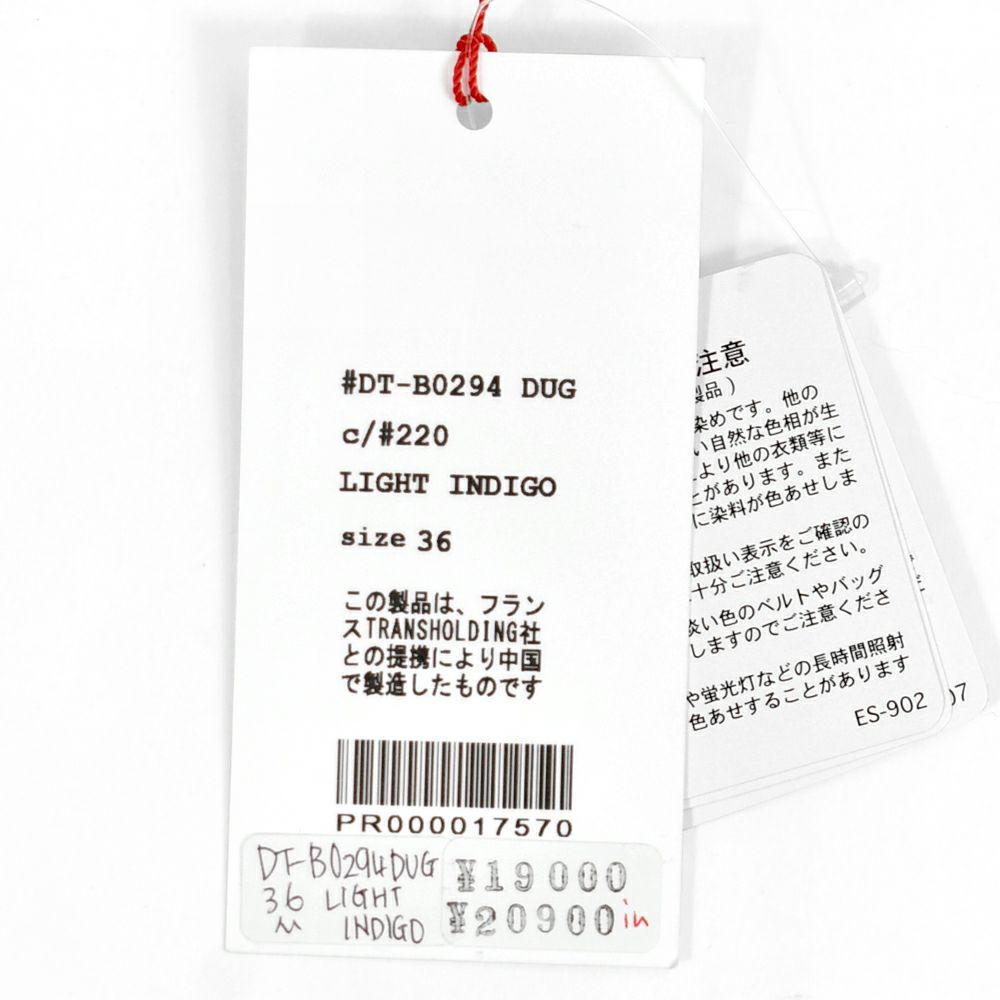 #DT-B0294 DUG
c/#220
LIGHT INDIGO
size 36
この製品は、フラン
スTRANSHOLDING社
との提携により中国
で製造したものです
PR000017570
DT-B0294DUG
36 LIGHT
INDIGO
¥19000
¥20900in
注意
製品)
染めです。他の
い自然な色相が生
より他の衣類等に
とがあります。また
に染料が色あせしま
取扱い表示をご確認の
十分ご注意ください。
淡い色のベルトやバッグ
しますのでご注意くださ
や蛍光灯などの長時間照射
色あせすることがあります
ES-902
07